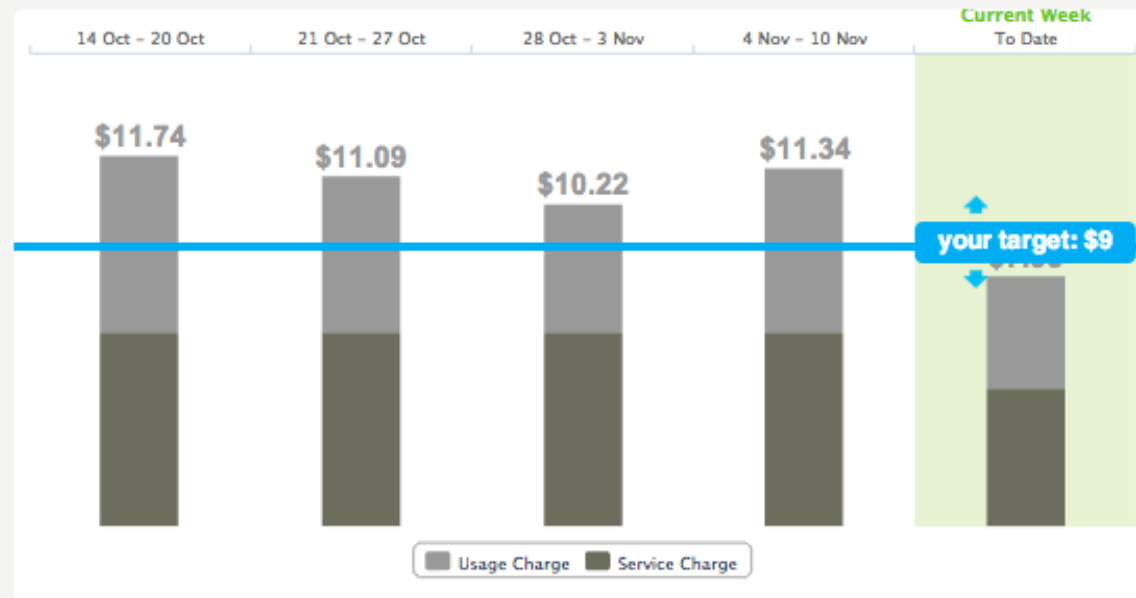 Current Week
14 Oct – 20 Oct 21 Oct – 27 Oct 28 Oct – 3 Nov 4 Nov – 10 Nov To Date
$11.74
$11.09
$10.22
$11.34
your target: $9
Usage Charge Service Charge